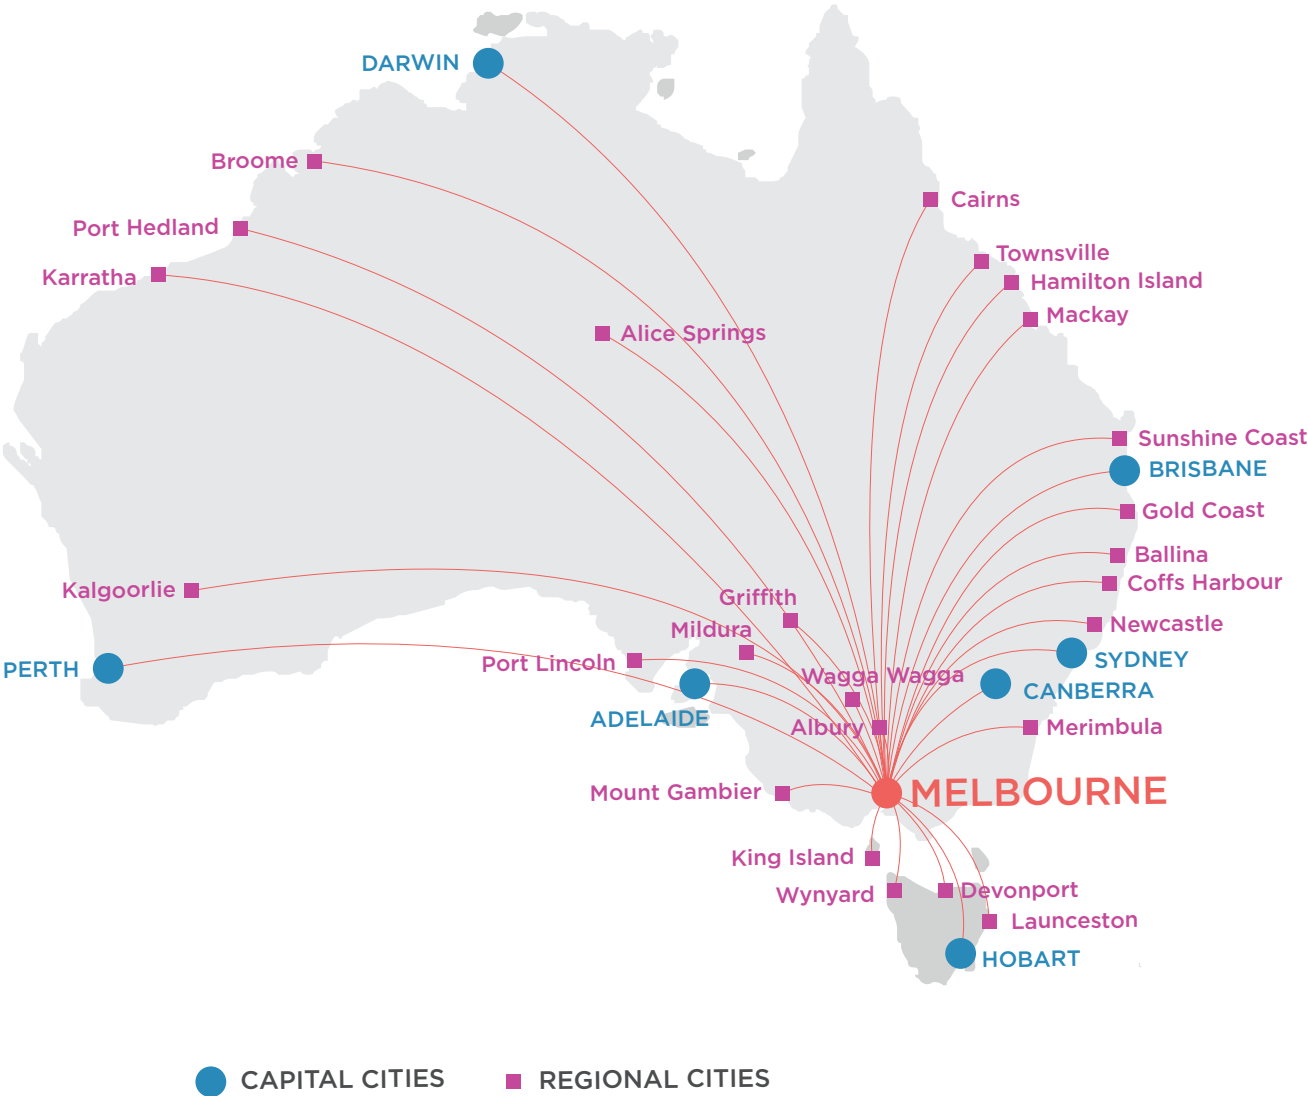 DARWIN
Broome
Cairns
Port Hedland
Townsville
Karratha
Hamilton Island
Mackay
Alice Springs
Sunshine Coast
BRISBANE
Gold Coast
Ballina
Coffs Harbour
Kalgoorlie
Griffith
Newcastle
Mildura
SYDNEY
Port Lincoln
PERTH
Wagga Wagga
CANBERRA
ADELAIDE
Albury
Merimbula
Mount Gambier
MELBOURNE
King Island
Wynyard
Devonport
Launceston
HOBART
CAPITAL CITIES
REGIONAL CITIES